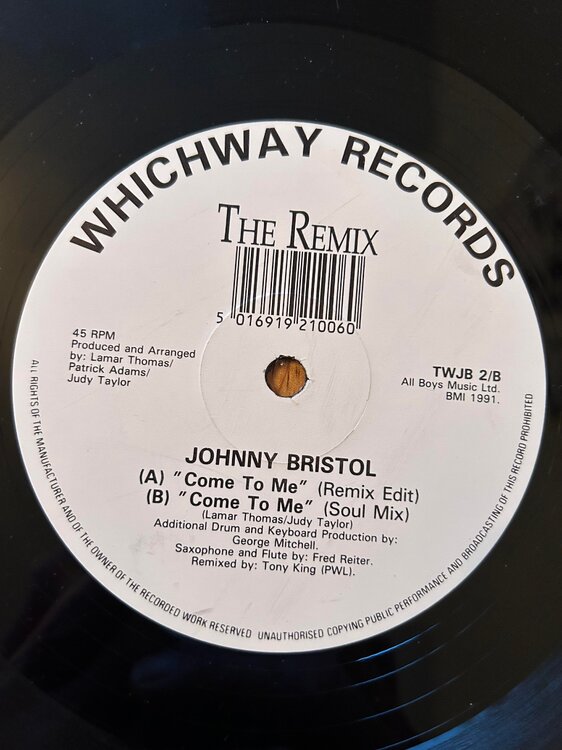 WHICHWAY RECORDS
THE REMIX
5 016919 210060
45 RPM
Produced and Arranged
by: Lamar Thomas/
Patrick Adams/
Judy Taylor
TWJB 2/B
All Boys Music Ltd.
BMI 1991.
JOHNNY BRISTOL
(A) "Come To Me" (Remix Edit)
(B) "Come To Me" (Soul Mix)
(Lamar Thomas/Judy Taylor)
Additional Drum and Keyboard Production by:
George Mitchell.
Saxophone and Flute by: Fred Reiter.
Remixed by: Tony King (PWL).
ALL RIGHTS OF THE MANUFACTURER AND OF THE OWNER OF THE RECORDED WORK RESERVED UNAUTHORISED COPYING PUBLIC PERFORMANCE AND BROADCASTING OF THIS RECORD PROHIBITED